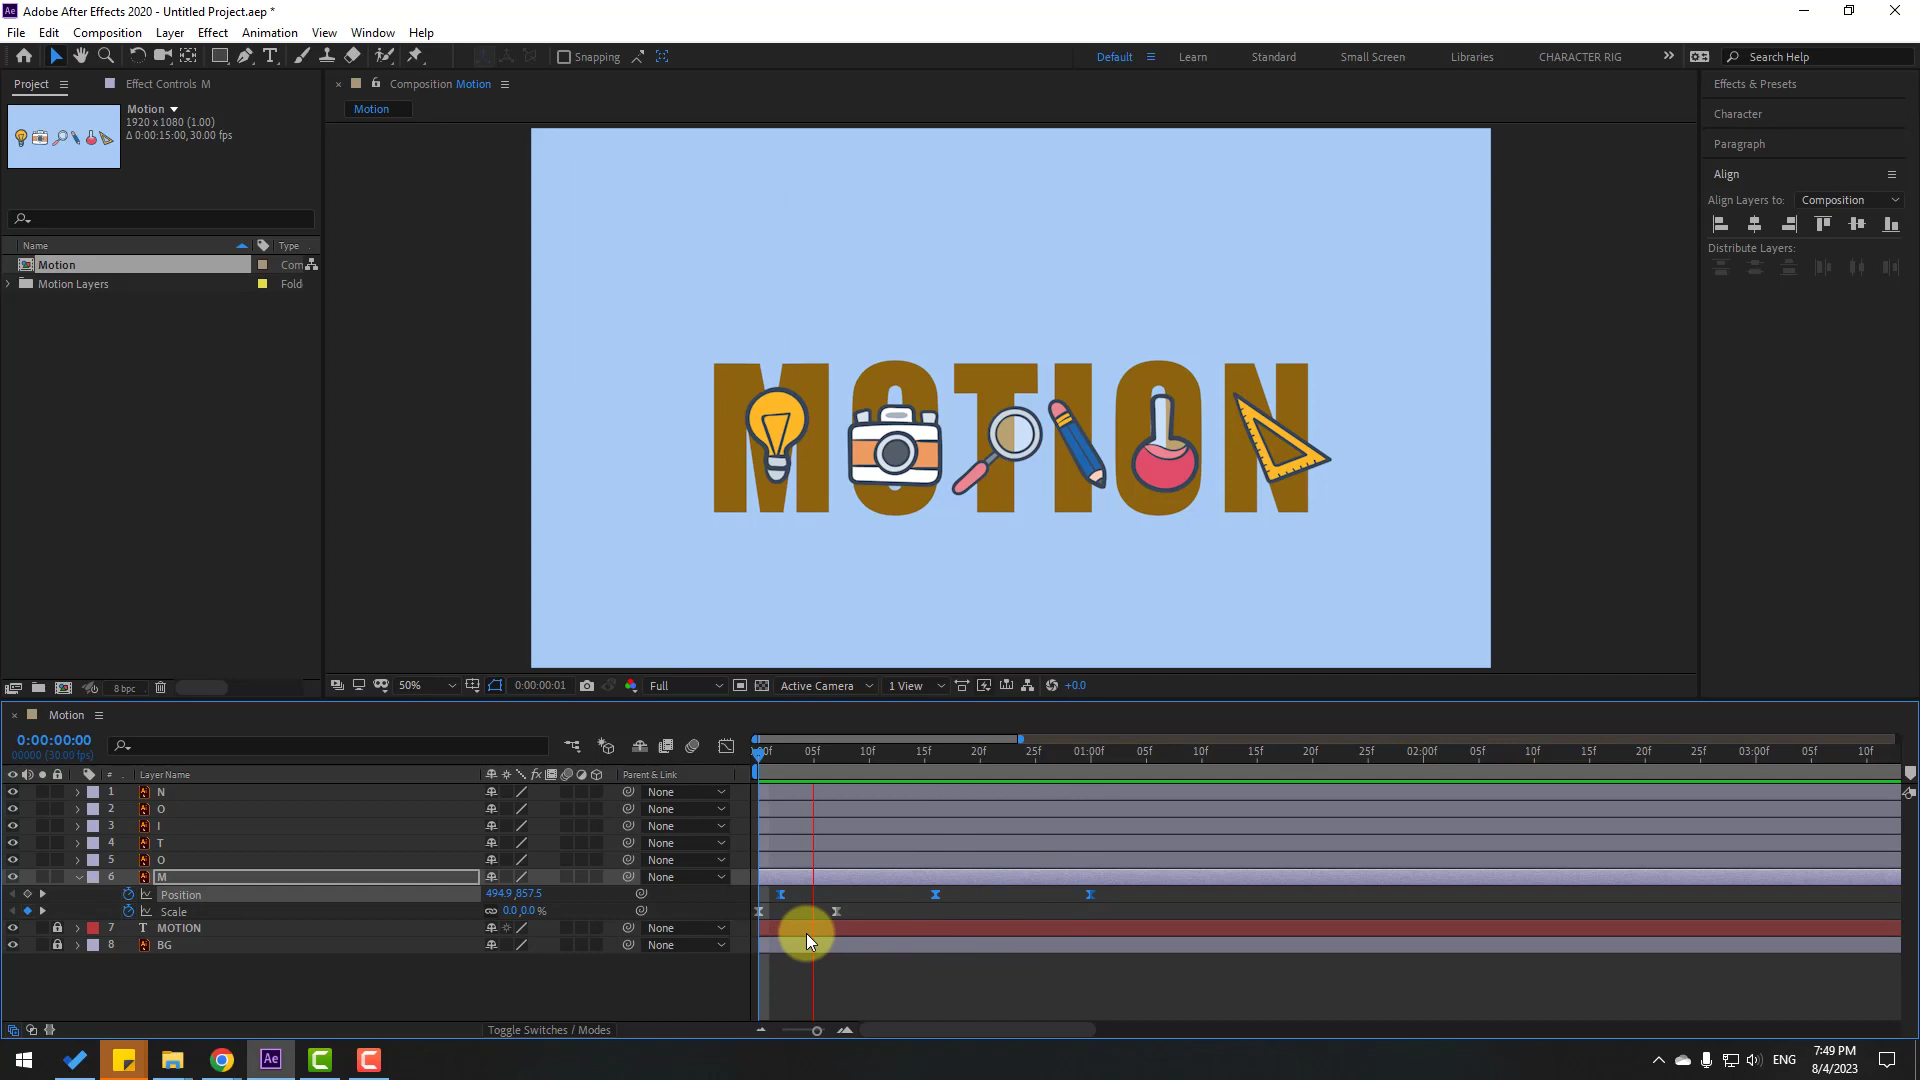 Adobe After Effects 2020 - Untitled Project.aep *
File Edit Composition Layer Effect Animation View Window Help
Snapping
Default Learn Standard Small Screen Libraries CHARACTER RIG Search Help
Project Effect Controls M
Composition Motion
Effects & Presets
Motion
1920 x 1080 (1.00)
Δ 0:00:15:00, 30.00 fps
Motion
Character
Paragraph
Align
Align Layers to: Composition
Distribute Layers:
Name Type
Motion Com
Motion Layers Fold
MOTION
8 bpc
50% 0:00:00:01 Full Active Camera 1 View +0.0
Motion
0:00:00:00
00000 (30.00 fps)
:00f 05f 10f 15f 20f 25f 01:00f 05f 10f 15f 20f 25f 02:00f 05f 10f 15f 20f 25f 03:00f 05f 10f
# Layer Name Parent & Link
1 N None
2 O None
3 I None
4 T None
5 O None
6 M None
Position 494.9,857.5
Scale 0.0,0.0%
7 T MOTION None
8 BG None
Toggle Switches / Modes
ENG
7:49 PM
8/4/2023